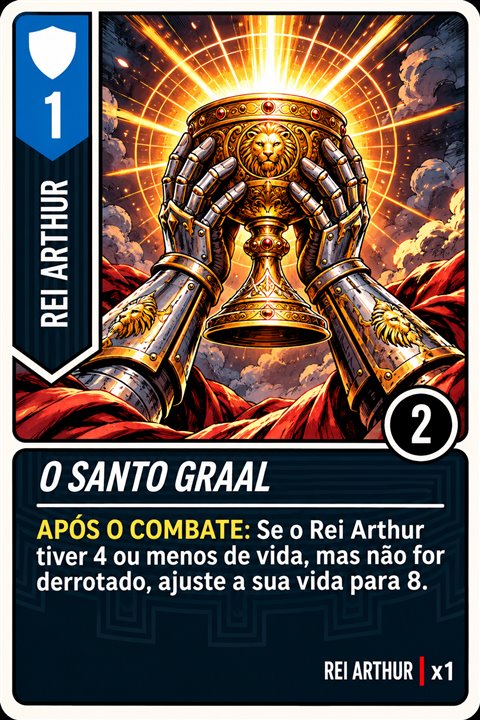 1
REI ARTHUR
2
O SANTO GRAAL
APÓS O COMBATE: Se o Rei Arthur
tiver 4 ou menos de vida, mas não for
derrotado, ajuste a sua vida para 8.
REI ARTHUR | x1